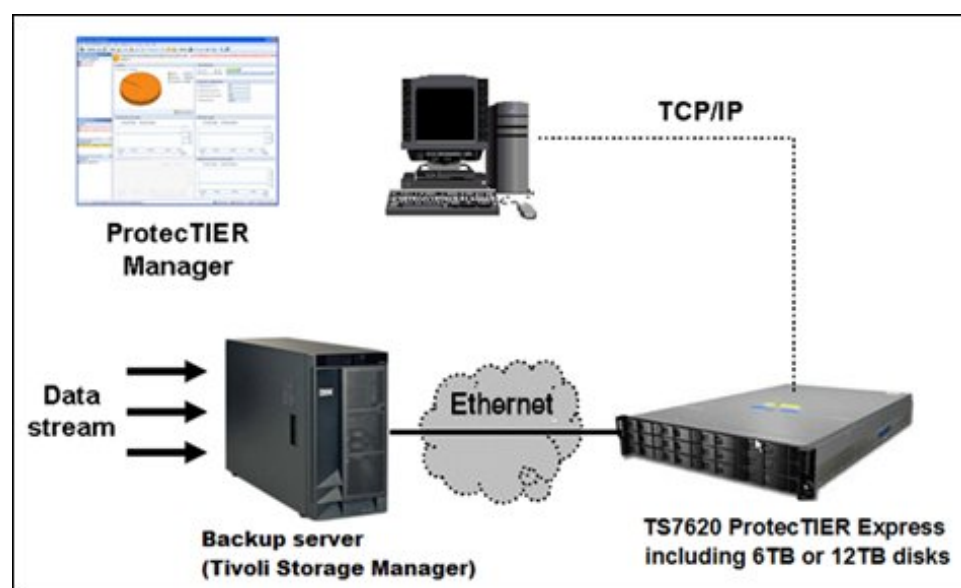 TCP/IP
ProtecTIER
Manager
Data
stream
Ethernet
Backup server
(Tivoli Storage Manager)
TS7620 ProtecTIER Express
including 6TB or 12TB disks